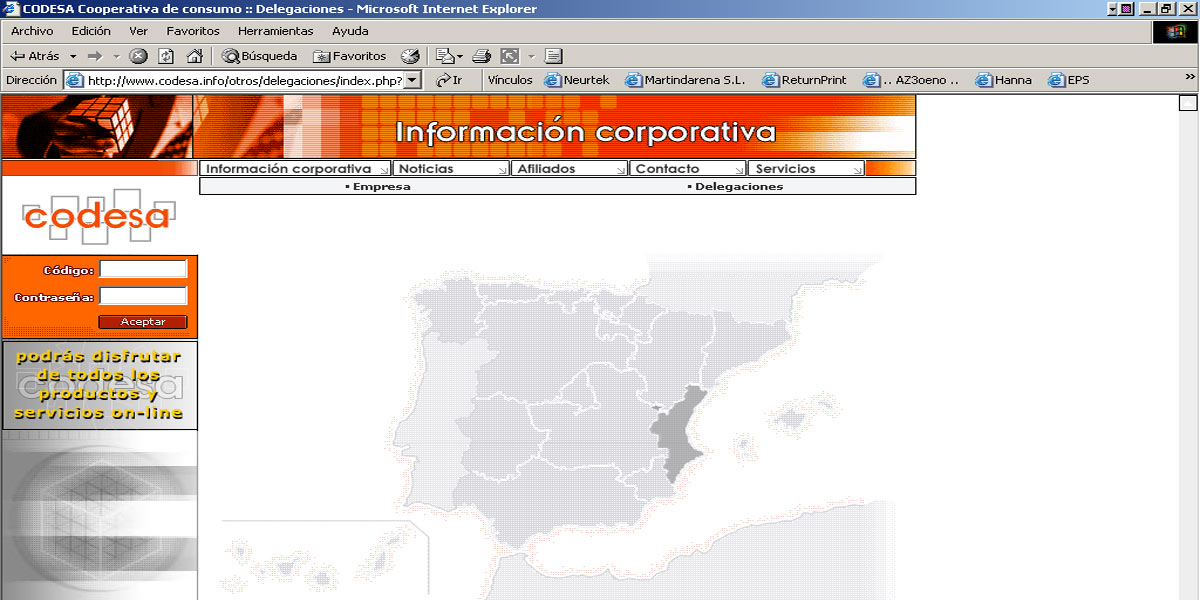 CODESA Cooperativa de consumo :: Delegaciones - Microsoft Internet Explorer
Archivo Edición Ver Favoritos Herramientas Ayuda
Atrás Búsqueda Favoritos
Dirección http://www.codesa.info/otros/delegaciones/index.php? Ir Vínculos Neurtek Martindarena S.L. ReturnPrint .. AZ3oeno .. Hanna EPS »
Información corporativa
Información corporativa Noticias Afiliados Contacto Servicios
▪ Empresa ▪ Delegaciones
codesa
Código:
Contraseña:
Aceptar
podrás disfrutar
de todos los
productos y
servicios on-line
codesa